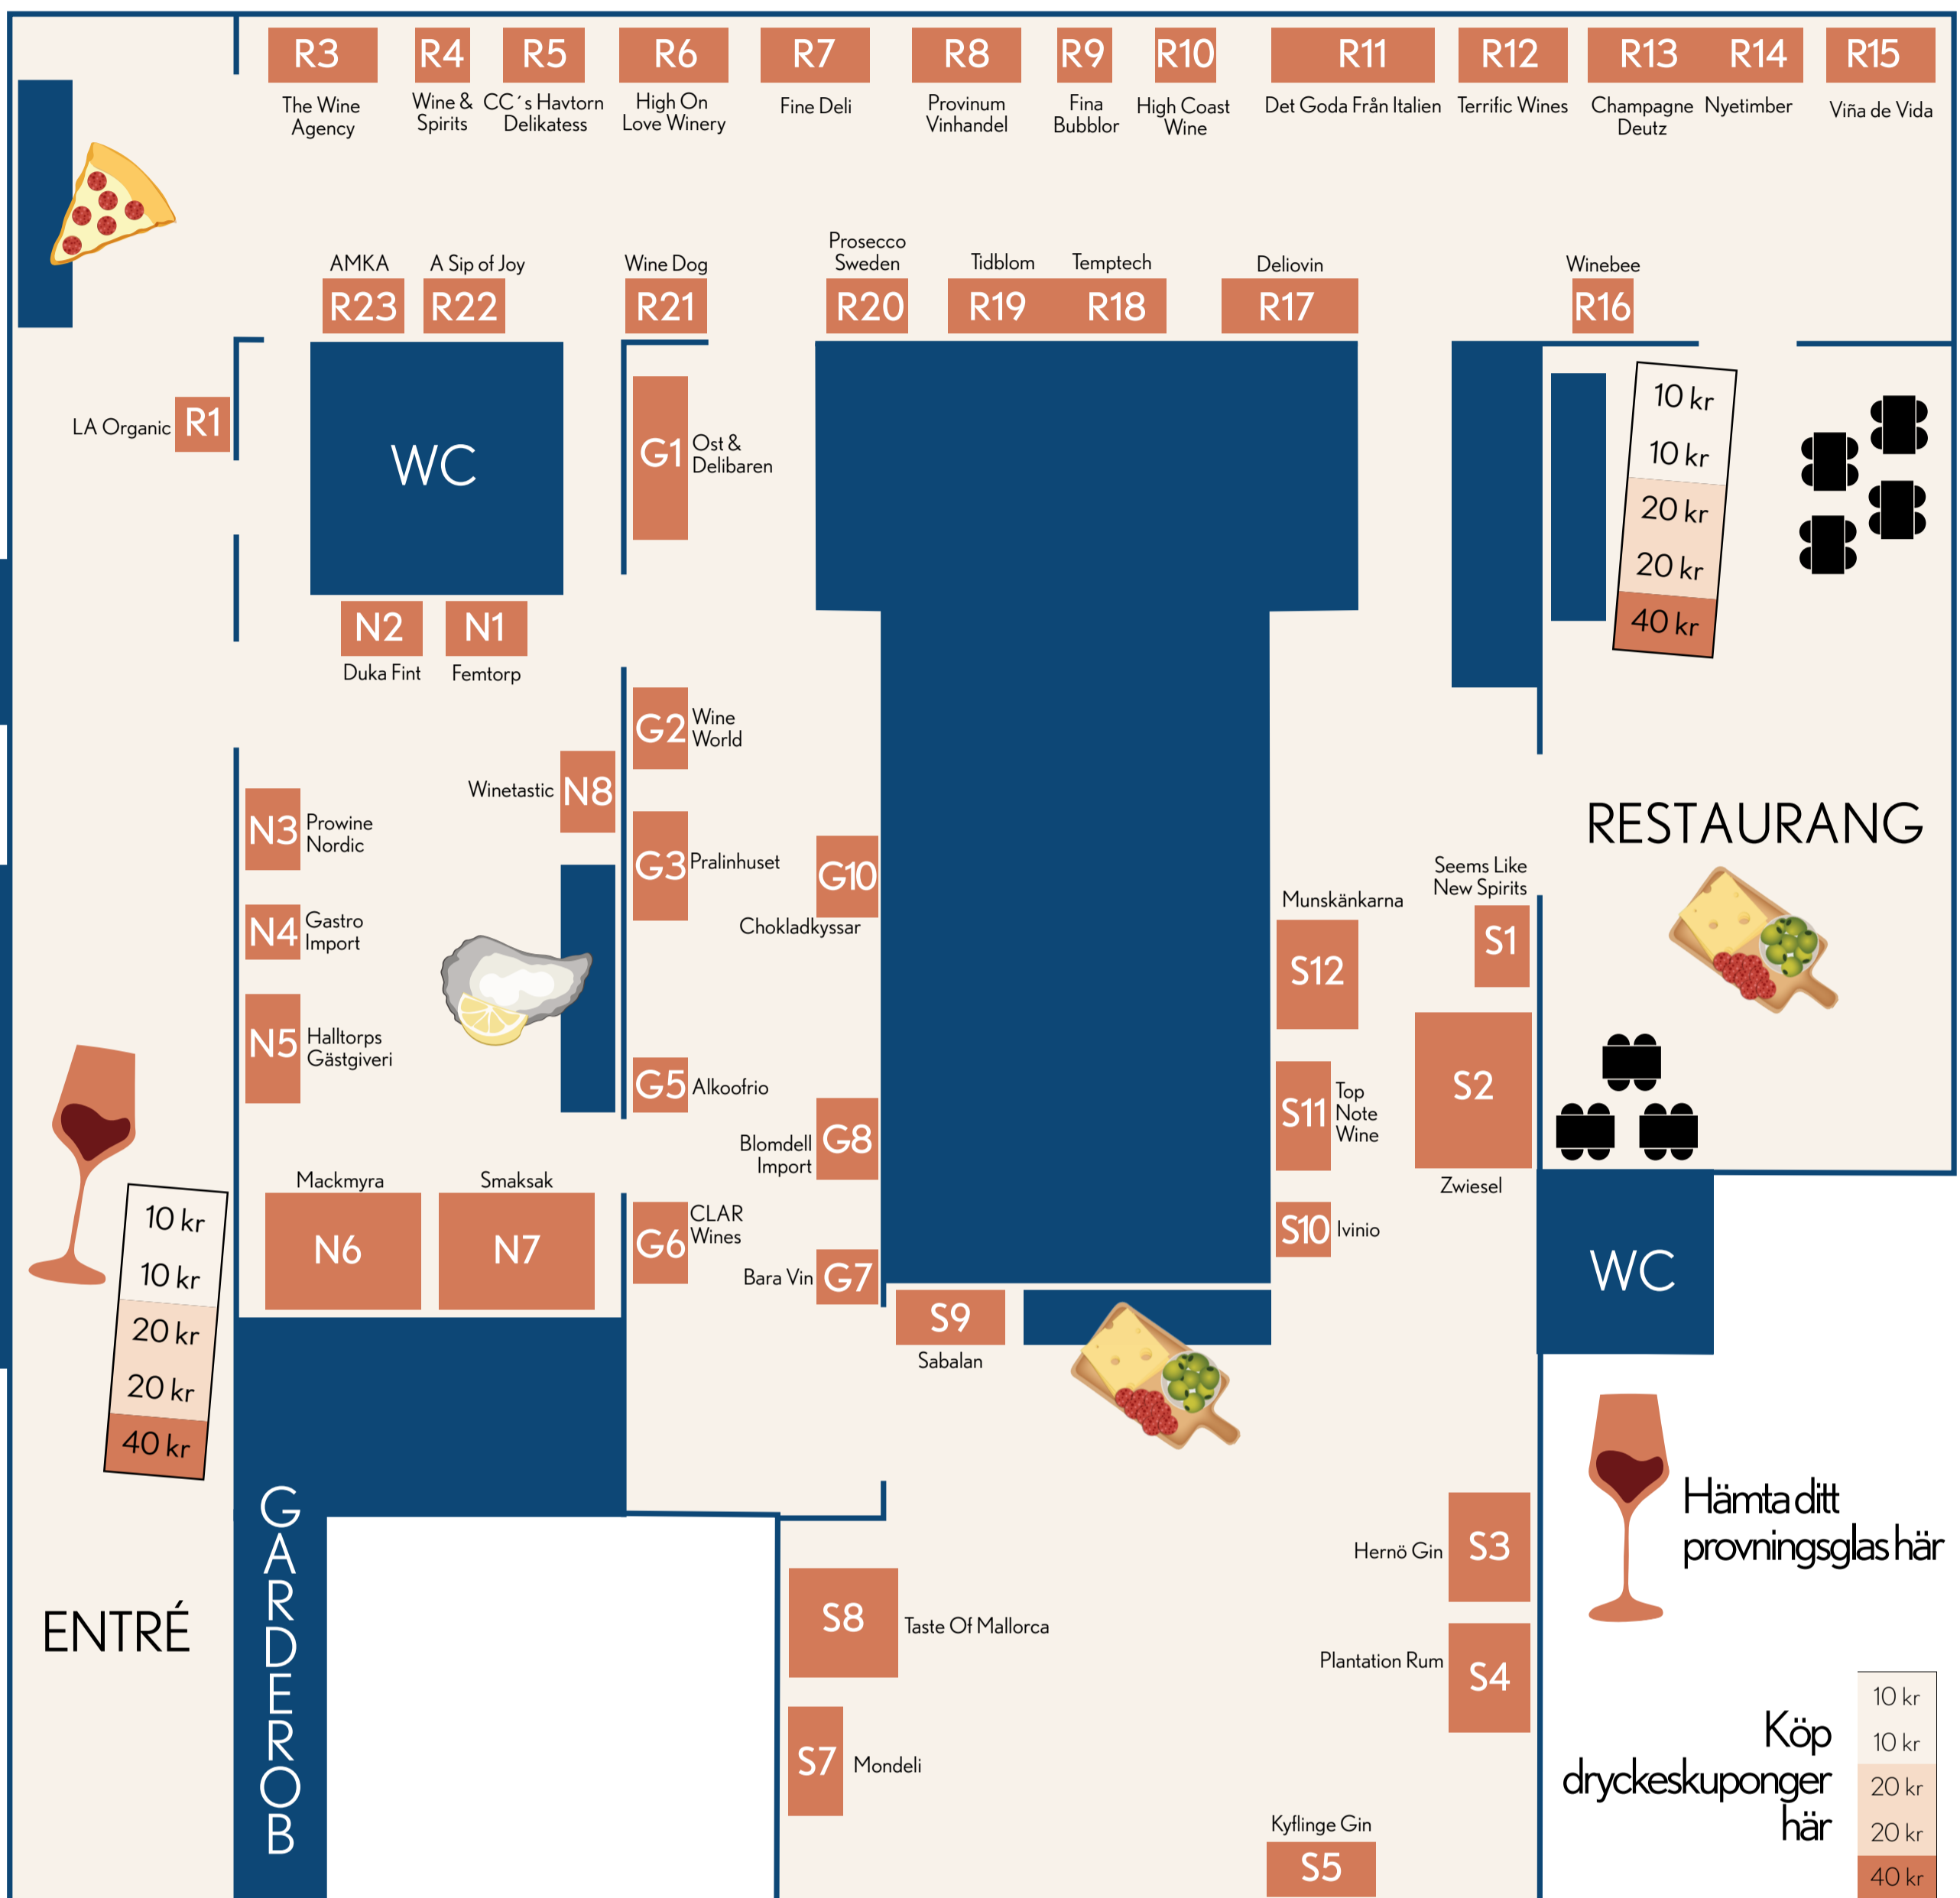 R3
R4
R5
R6
R7
R8
R9
R10
R11
R12
R13
R14
R15
The Wine
Agency
Wine &
Spirits
CC´s Havtorn
Delikatess
High On
Love Winery
Fine Deli
Provinum
Vinhandel
Fina
Bubblor
High Coast
Wine
Det Goda Från Italien
Terrific Wines
Champagne
Deutz
Nyetimber
Viña de Vida
AMKA
R23
A Sip of Joy
R22
Wine Dog
R21
Prosecco
Sweden
R20
Tidblom
R19
Temptech
R18
Deliovin
R17
Winebee
R16
LA Organic
R1
WC
G1
Ost &
Delibaren
10 kr
10 kr
20 kr
20 kr
40 kr
N2
Duka Fint
N1
Femtorp
G2
Wine
World
Winetastic
N8
N3
Prowine
Nordic
G3
Pralinhuset
G10
Chokladkyssar
RESTAURANG
N4
Gastro
Import
Munskänkarna
S12
Seems Like
New Spirits
S1
N5
Halltorps
Gästgiveri
G5
Alkoofrio
Blomdell
Import
G8
S11
Top
Note
Wine
S2
Zwiesel
Mackmyra
N6
Smaksak
N7
G6
CLAR
Wines
Bara Vin
G7
S10
Ivinio
WC
10 kr
10 kr
20 kr
20 kr
40 kr
S9
Sabalan
GARDEROB
ENTRÉ
Hernö Gin
S3
Hämta ditt
provningsglas här
S8
Taste Of Mallorca
Plantation Rum
S4
S7
Mondeli
Köp
dryckeskuponger
här
10 kr
10 kr
20 kr
20 kr
40 kr
Kyflinge Gin
S5